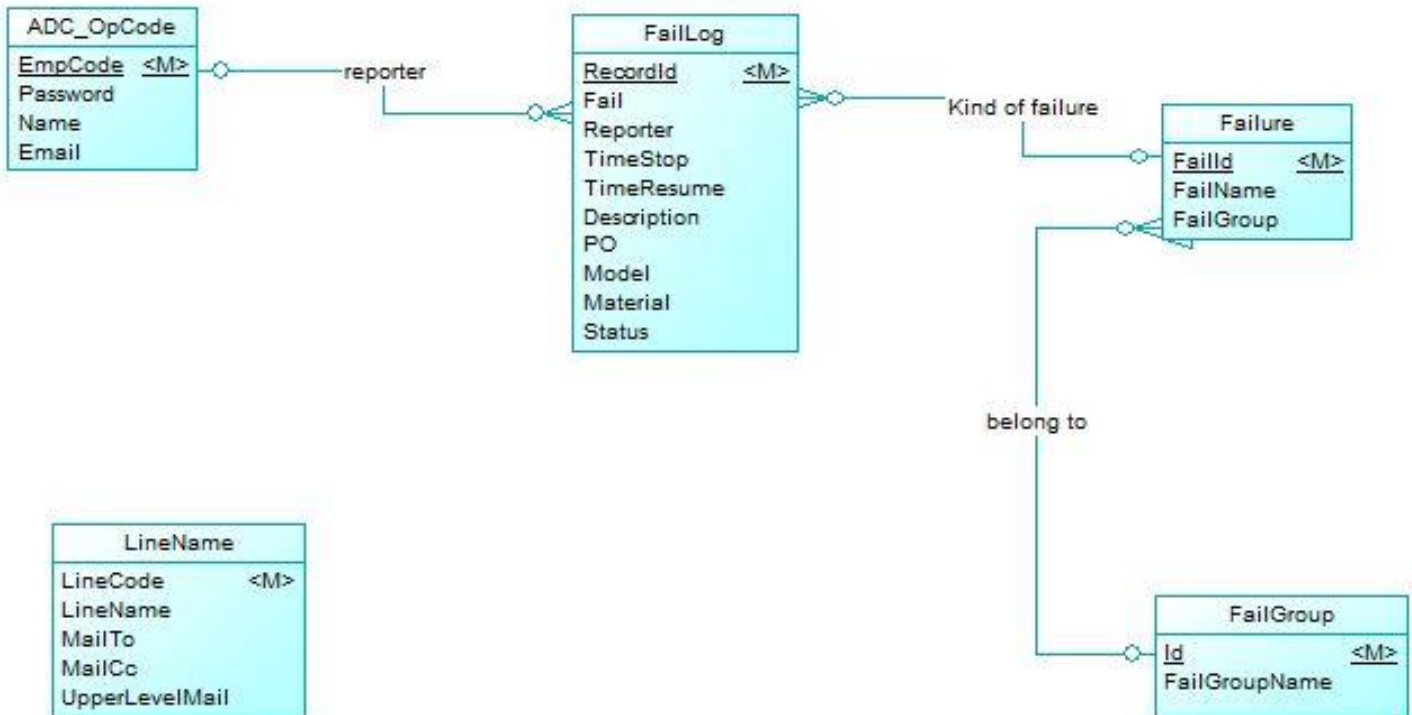 ADC_OpCode
EmpCode <M>
Password
Name
Email
reporter
FailLog
RecordId <M>
Fail
Reporter
TimeStop
TimeResume
Description
PO
Model
Material
Status
Kind of failure
Failure
FailId <M>
FailName
FailGroup
belong to
LineName
LineCode <M>
LineName
MailTo
MailCc
UpperLevelMail
FailGroup
Id <M>
FailGroupName